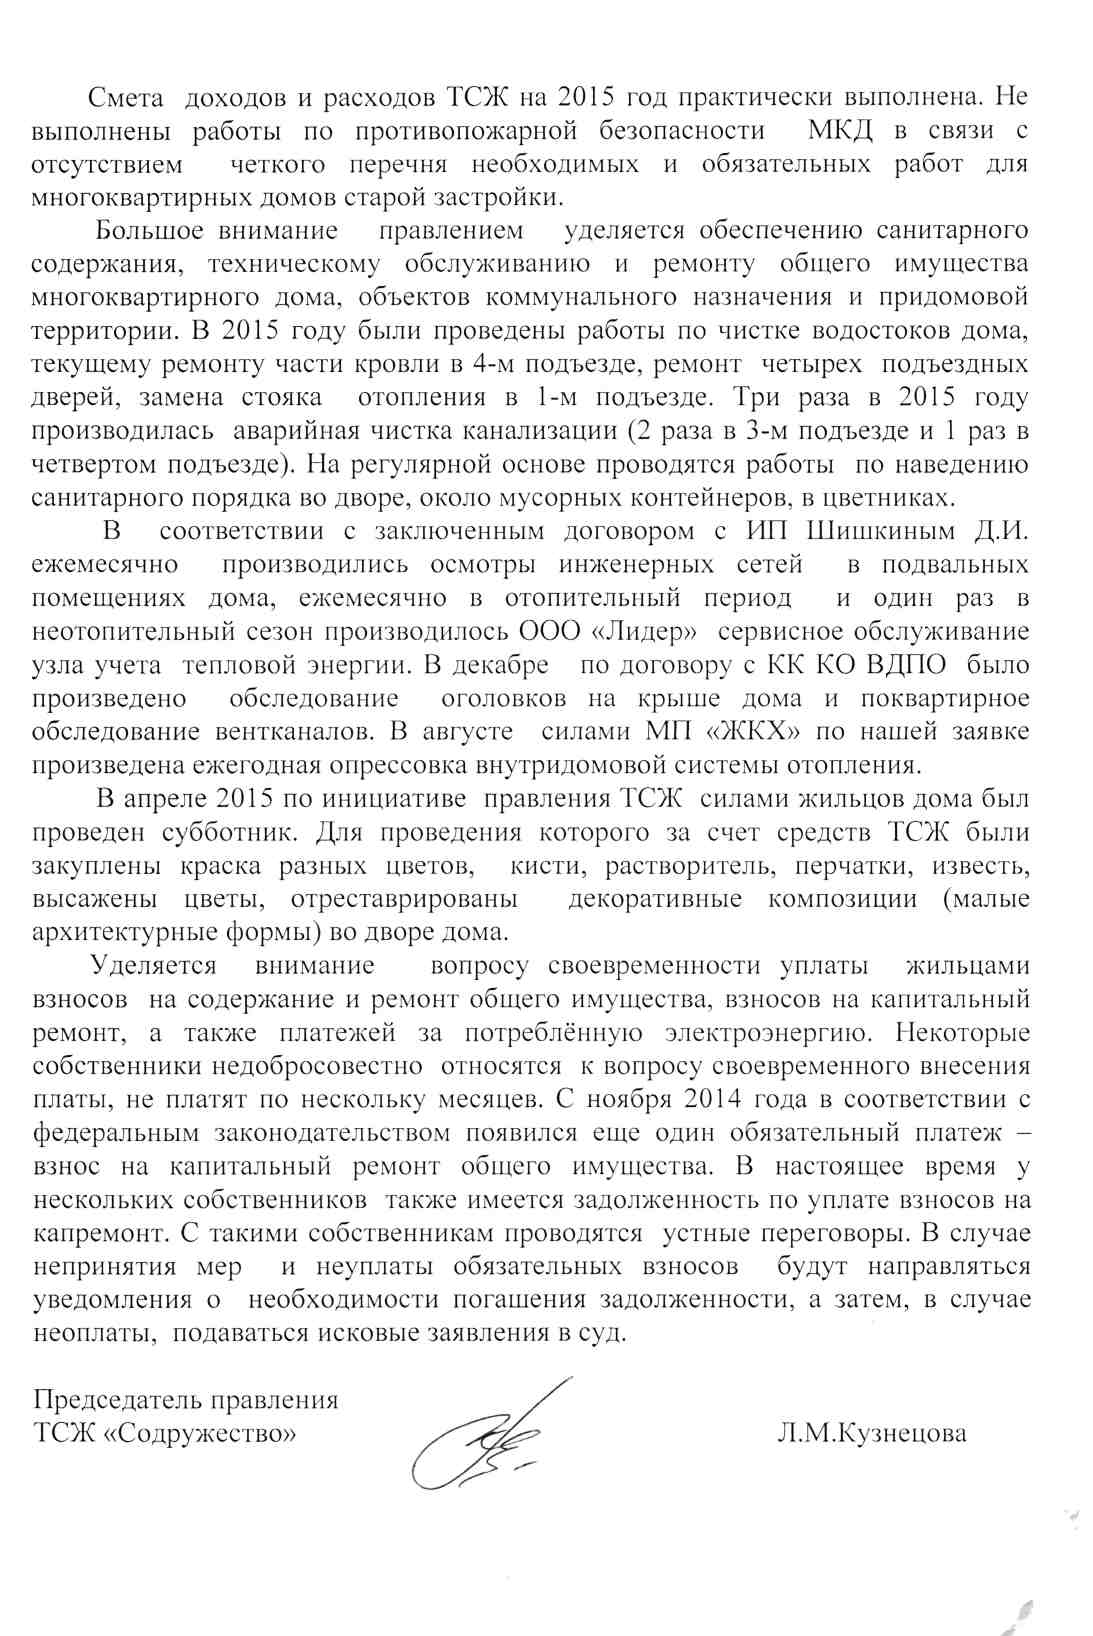 Смета доходов и расходов ТСЖ на 2015 год практически выполнена. Не
выполнены работы по противопожарной безопасности МКД в связи с
отсутствием четкого перечня необходимых и обязательных работ для
многоквартирных домов старой застройки.
Большое внимание правлением уделяется обеспечению санитарного
содержания, техническому обслуживанию и ремонту общего имущества
многоквартирного дома, объектов коммунального назначения и придомовой
территории. В 2015 году были проведены работы по чистке водостоков дома,
текущему ремонту части кровли в 4-м подъезде, ремонт четырех подъездных
дверей, замена стояка отопления в 1-м подъезде. Три раза в 2015 году
производилась аварийная чистка канализации (2 раза в 3-м подъезде и 1 раз в
четвертом подъезде). На регулярной основе проводятся работы по наведению
санитарного порядка во дворе, около мусорных контейнеров, в цветниках.
В соответствии с заключенным договором с ИП Шишкиным Д.И.
ежемесячно производились осмотры инженерных сетей в подвальных
помещениях дома, ежемесячно в отопительный период и один раз в
неотопительный сезон производилось ООО «Лидер» сервисное обслуживание
узла учета тепловой энергии. В декабре по договору с КК КО ВДПО было
произведено обследование оголовков на крыше дома и поквартирное
обследование вентканалов. В августе силами МП «ЖКХ» по нашей заявке
произведена ежегодная опрессовка внутридомовой системы отопления.
В апреле 2015 по инициативе правления ТСЖ силами жильцов дома был
проведен субботник. Для проведения которого за счет средств ТСЖ были
закуплены краска разных цветов, кисти, растворитель, перчатки, известь,
высажены цветы, отреставрированы декоративные композиции (малые
архитектурные формы) во дворе дома.
Уделяется внимание вопросу своевременности уплаты жильцами
взносов на содержание и ремонт общего имущества, взносов на капитальный
ремонт, а также платежей за потреблённую электроэнергию. Некоторые
собственники недобросовестно относятся к вопросу своевременного внесения
платы, не платят по нескольку месяцев. С ноября 2014 года в соответствии с
федеральным законодательством появился еще один обязательный платеж –
взнос на капитальный ремонт общего имущества. В настоящее время у
нескольких собственников также имеется задолженность по уплате взносов на
капремонт. С такими собственникам проводятся устные переговоры. В случае
непринятия мер и неуплаты обязательных взносов будут направляться
уведомления о необходимости погашения задолженности, а затем, в случае
неоплаты, подаваться исковые заявления в суд.
Председатель правления
ТСЖ «Содружество» Л.М.Кузнецова